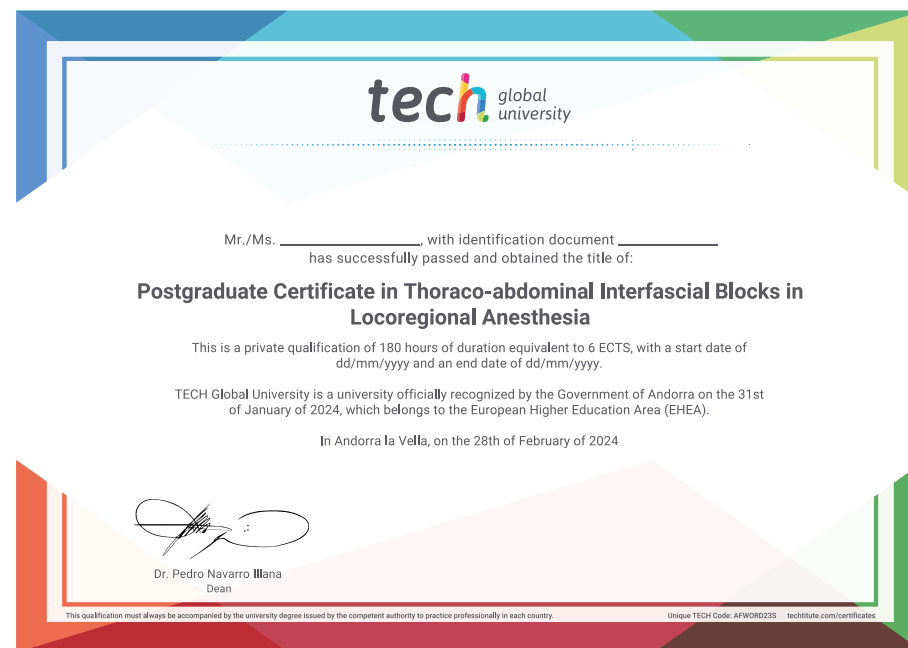 tech global university
Mr./Ms. ____________________, with identification document ______________
has successfully passed and obtained the title of:
Postgraduate Certificate in Thoraco-abdominal Interfascial Blocks in
Locoregional Anesthesia
This is a private qualification of 180 hours of duration equivalent to 6 ECTS, with a start date of
dd/mm/yyyy and an end date of dd/mm/yyyy.
TECH Global University is a university officially recognized by the Government of Andorra on the 31st
of January of 2024, which belongs to the European Higher Education Area (EHEA).
In Andorra la Vella, on the 28th of February of 2024
Dr. Pedro Navarro Illana
Dean
This qualification must always be accompanied by the university degree issued by the competent authority to practice professionally in each country.
Unique TECH Code: AFWORD23S techtitute.com/certificates